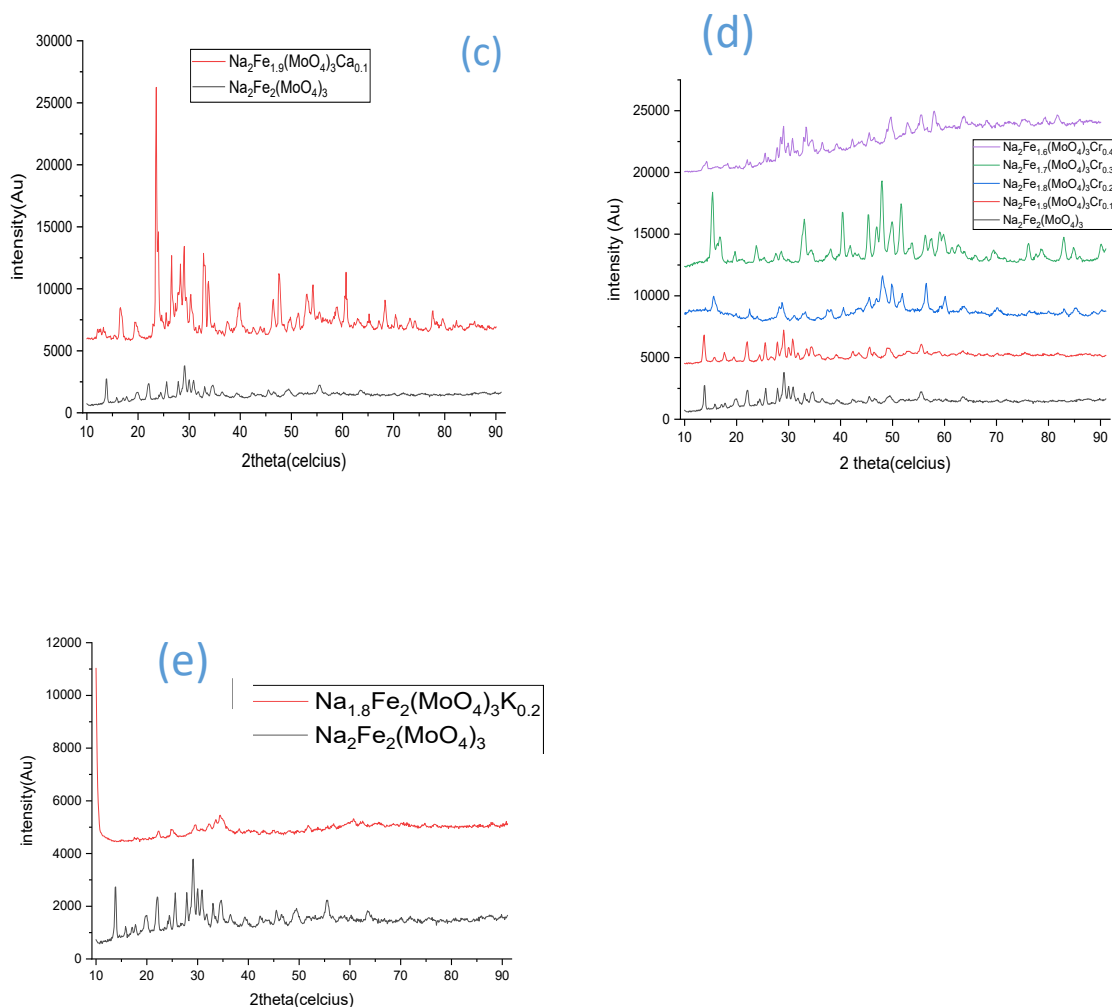 (c)
30000
25000
20000
15000
10000
5000
0
intensity(Au)
Na₂Fe₁.₉(MoO₄)₃Ca₀.₁
Na₂Fe₂(MoO₄)₃
10 20 30 40 50 60 70 80 90
2theta(celcius)
(d)
25000
20000
15000
10000
5000
0
intensity (Au)
Na₂Fe₁.₆(MoO₄)₃Cr₀.₄
Na₂Fe₁.₇(MoO₄)₃Cr₀.₃
Na₂Fe₁.₈(MoO₄)₃Cr₀.₂
Na₂Fe₁.₉(MoO₄)₃Cr₀.₁
Na₂Fe₂(MoO₄)₃
10 20 30 40 50 60 70 80 90
2 theta(celcius)
(e)
12000
10000
8000
6000
4000
2000
0
intensity(Au)
Na₁.₈Fe₂(MoO₄)₃K₀.₂
Na₂Fe₂(MoO₄)₃
10 20 30 40 50 60 70 80 90
2theta(celcius)